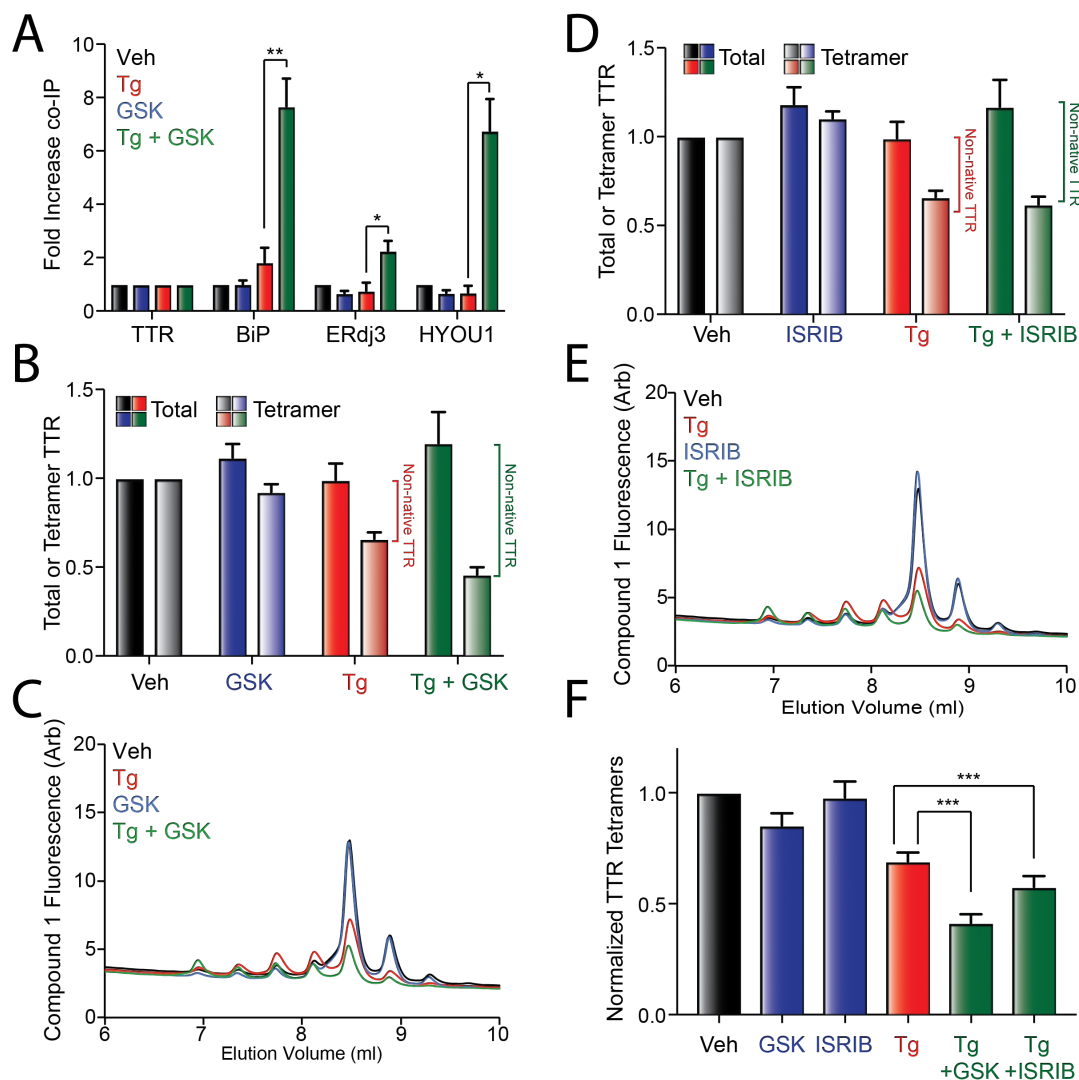 A
Fold Increase co-IP
10
8
6
4
2
0
Veh
Tg
GSK
Tg + GSK
**
*
*
TTR BiP ERdj3 HYOU1
B
Total or Tetramer TTR
1.5
1.0
0.5
0.0
Total Tetramer
Non-native TTR
Non-native TTR
Veh GSK Tg Tg + GSK
C
Compound 1 Fluorescence (Arb)
20
15
10
5
0
Veh
Tg
GSK
Tg + GSK
6 7 8 9 10
Elution Volume (ml)
D
Total or Tetramer TTR
1.5
1.0
0.5
0.0
Total Tetramer
Non-native TTR
Non-native TTR
Veh ISRIB Tg Tg + ISRIB
E
Compound 1 Fluorescence (Arb)
20
15
10
5
0
Veh
Tg
ISRIB
Tg + ISRIB
6 7 8 9 10
Elution Volume (ml)
F
Normalized TTR Tetramers
1.0
0.5
0.0
***
***
Veh GSK ISRIB Tg Tg Tg
+GSK +ISRIB